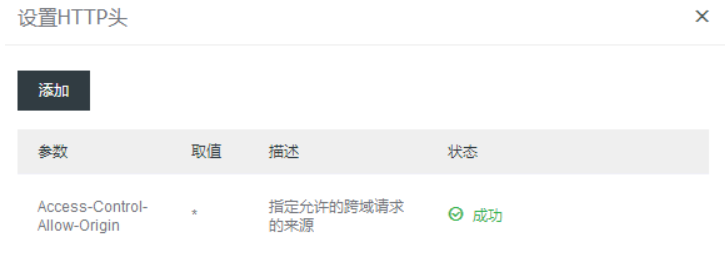 设置HTTP头
添加
参数 取值 描述 状态
Access-Control- * 指定允许的跨域请求 成功
Allow-Origin 的来源